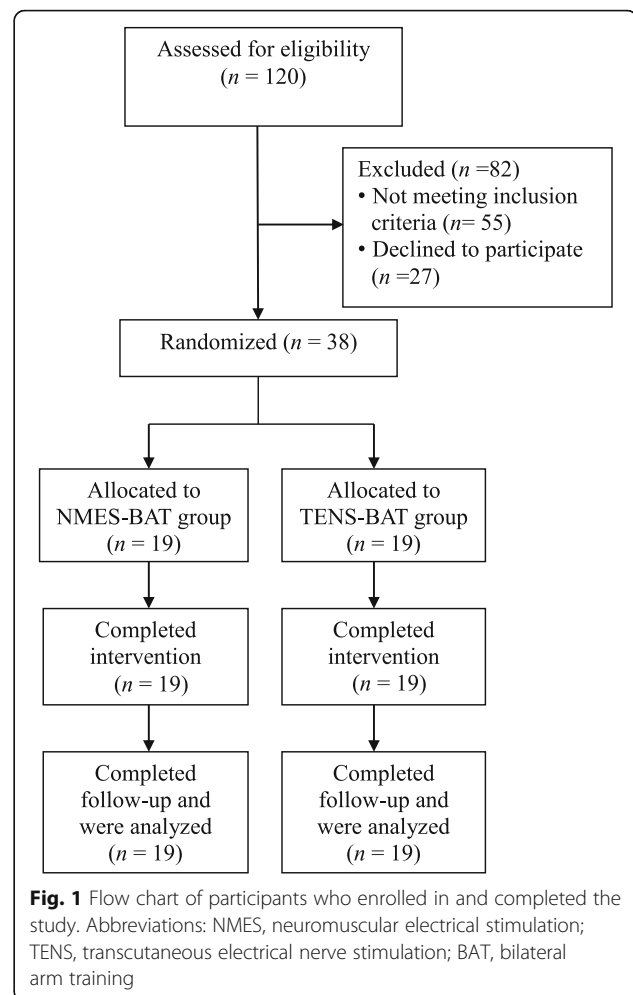 Assessed for eligibility
(n = 120)
Excluded (n =82)
• Not meeting inclusion
criteria (n= 55)
• Declined to participate
(n =27)
Randomized (n = 38)
Allocated to
NMES-BAT group
(n = 19)
Allocated to
TENS-BAT group
(n = 19)
Completed
intervention
(n = 19)
Completed
intervention
(n = 19)
Completed
follow-up and
were analyzed
(n = 19)
Completed
follow-up and
were analyzed
(n = 19)
Fig. 1 Flow chart of participants who enrolled in and completed the
study. Abbreviations: NMES, neuromuscular electrical stimulation;
TENS, transcutaneous electrical nerve stimulation; BAT, bilateral
arm training